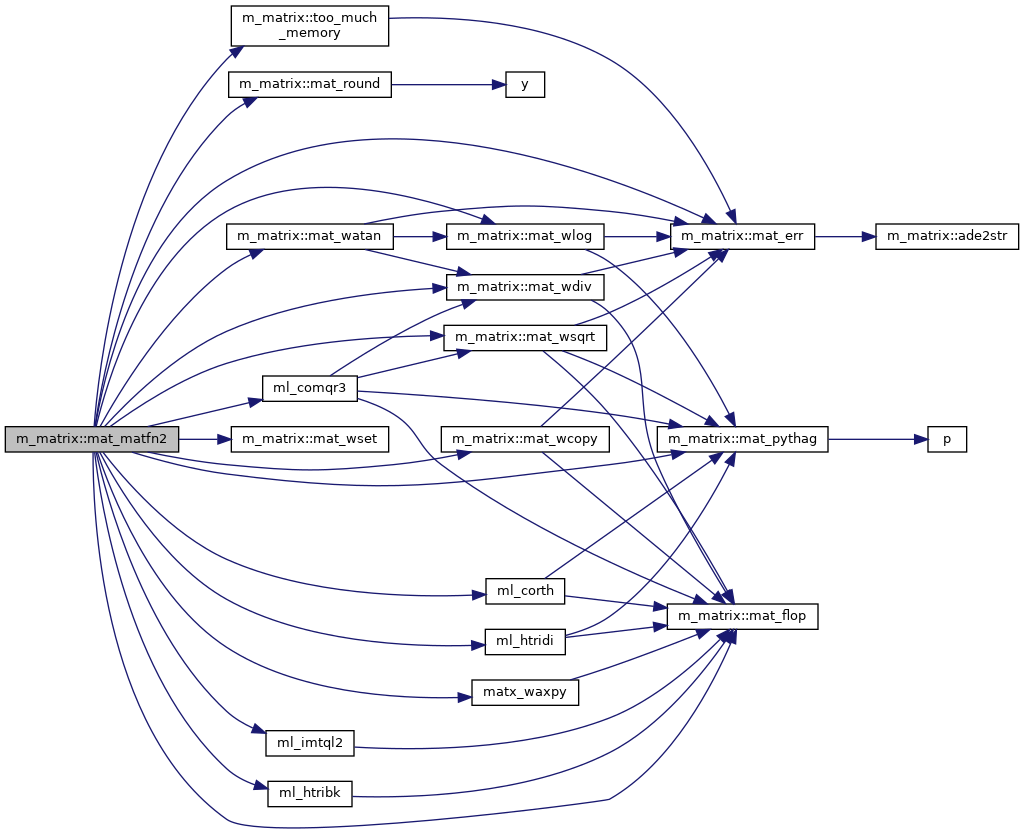 m_matrix::too_much
_memory
m_matrix::mat_round
y
m_matrix::mat_watan
m_matrix::mat_wlog
m_matrix::mat_err
m_matrix::ade2str
m_matrix::mat_wdiv
m_matrix::mat_wsqrt
ml_comqr3
m_matrix::mat_matfn2
m_matrix::mat_wset
m_matrix::mat_wcopy
m_matrix::mat_pythag
p
ml_corth
m_matrix::mat_flop
ml_htridi
matx_waxpy
ml_imtql2
ml_htribk